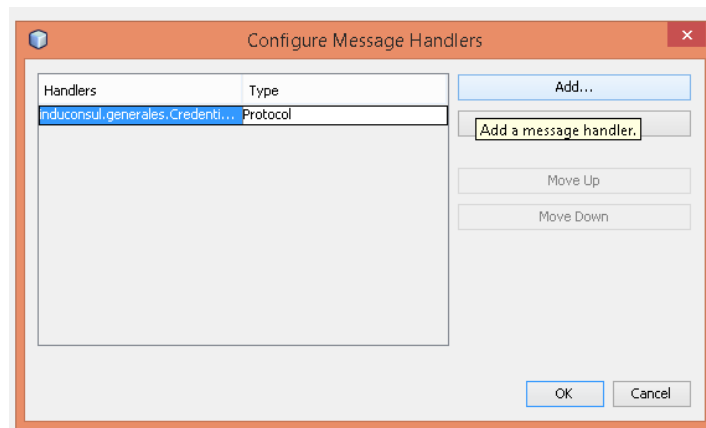 Configure Message Handlers
Handlers Type Add...
induconsul.generales.Credenti... Protocol
Add a message handler.
Move Up
Move Down
OK Cancel